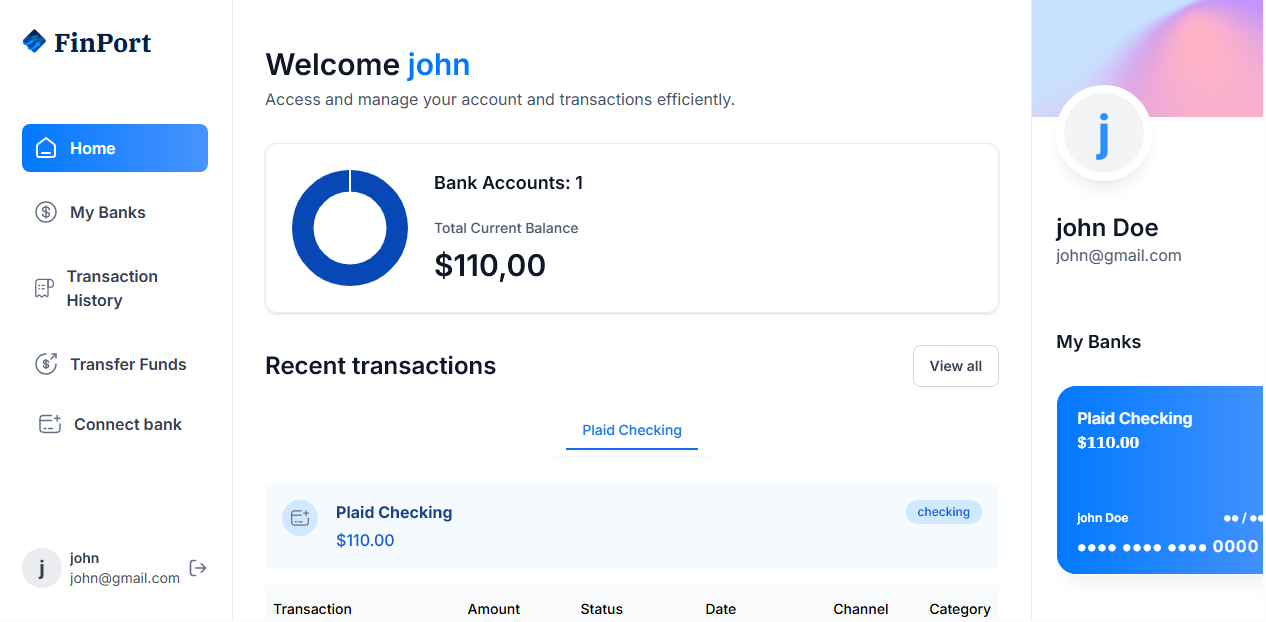 FinPort
Home
My Banks
Transaction
History
Transfer Funds
Connect bank
j
john
john@gmail.com
Welcome john
Access and manage your account and transactions efficiently.
Bank Accounts: 1
Total Current Balance
$110,00
Recent transactions
View all
Plaid Checking
Plaid Checking
checking
$110.00
Transaction Amount Status Date Channel Category
j
john Doe
john@gmail.com
My Banks
Plaid Checking
$110.00
john Doe ●● / ●●
●●●● ●●●● ●●●● 0000